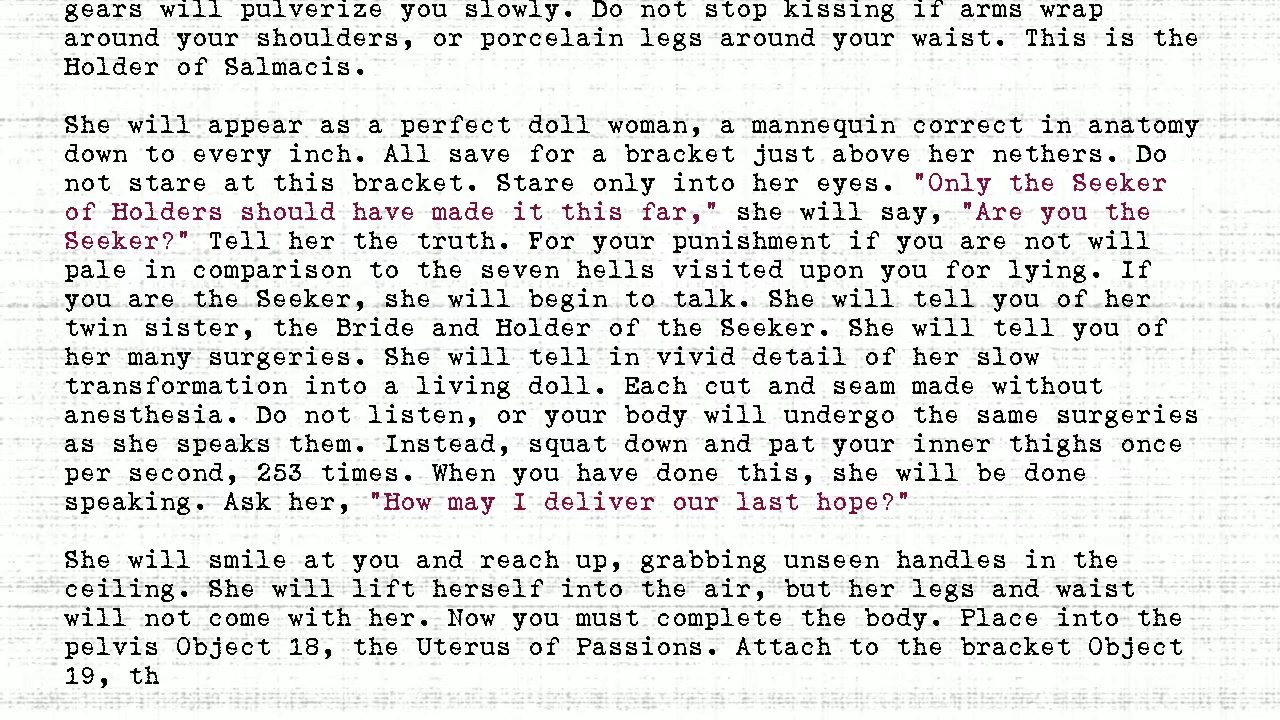 gears will pulverize you slowly. Do not stop kissing if arms wrap
around your shoulders, or porcelain legs around your waist. This is the
Holder of Salmacis.
She will appear as a perfect doll woman, a mannequin correct in anatomy
down to every inch. All save for a bracket just above her nethers. Do
not stare at this bracket. Stare only into her eyes. "Only the Seeker
of Holders should have made it this far," she will say, "Are you the
Seeker?" Tell her the truth. For your punishment if you are not will
pale in comparison to the seven hells visited upon you for lying. If
you are the Seeker, she will begin to talk. She will tell you of her
twin sister, the Bride and Holder of the Seeker. She will tell you of
her many surgeries. She will tell in vivid detail of her slow
transformation into a living doll. Each cut and seam made without
anesthesia. Do not listen, or your body will undergo the same surgeries
as she speaks them. Instead, squat down and pat your inner thighs once
per second, 253 times. When you have done this, she will be done
speaking. Ask her, "How may I deliver our last hope?"
She will smile at you and reach up, grabbing unseen handles in the
ceiling. She will lift herself into the air, but her legs and waist
will not come with her. Now you must complete the body. Place into the
pelvis Object 18, the Uterus of Passions. Attach to the bracket Object
19, th